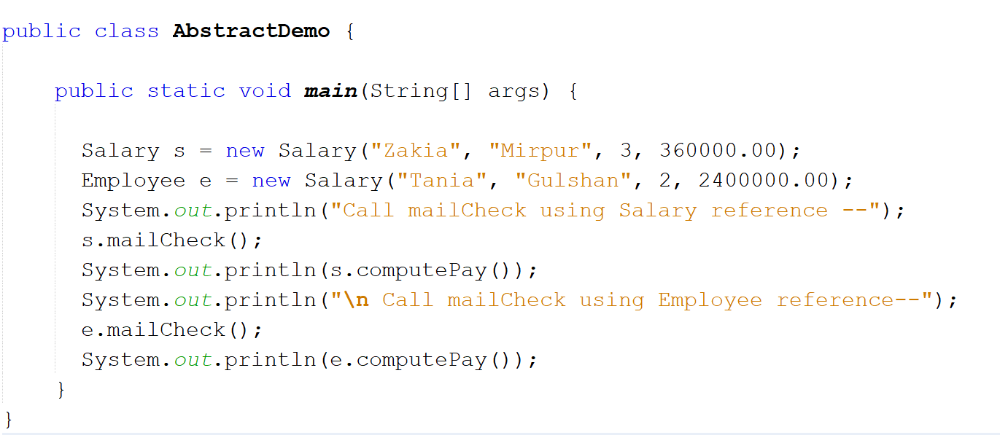 public class AbstractDemo {
public static void main(String[] args) {
Salary s = new Salary("Zakia", "Mirpur", 3, 360000.00);
Employee e = new Salary("Tania", "Gulshan", 2, 2400000.00);
System.out.println("Call mailCheck using Salary reference --");
s.mailCheck();
System.out.println(s.computePay());
System.out.println("\n Call mailCheck using Employee reference--");
e.mailCheck();
System.out.println(e.computePay());
}
}